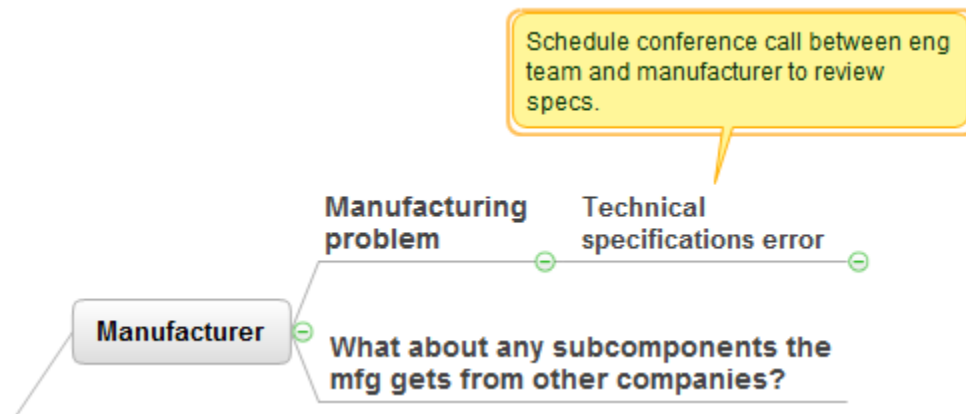 Schedule conference call between eng
team and manufacturer to review
specs.
Manufacturing
problem
Technical
specifications error
Manufacturer
What about any subcomponents the
mfg gets from other companies?